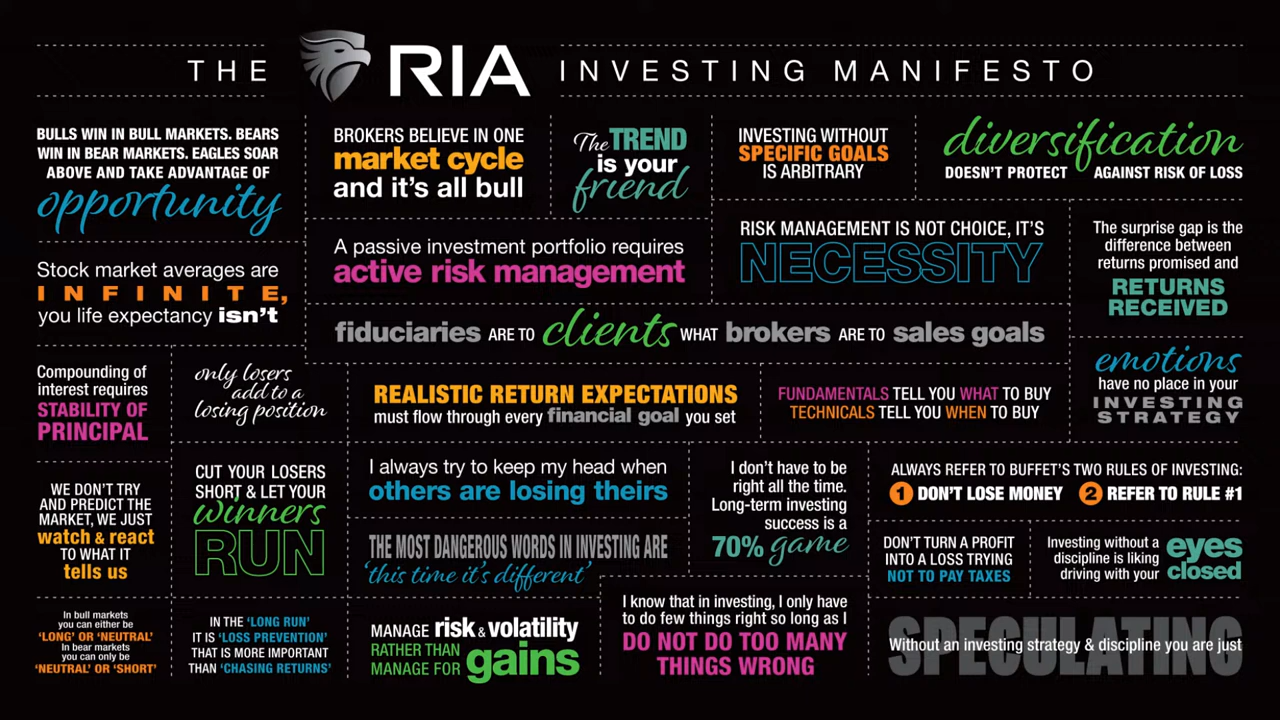 THE RIA INVESTING MANIFESTO
BULLS WIN IN BULL MARKETS. BEARS
WIN IN BEAR MARKETS. EAGLES SOAR
ABOVE AND TAKE ADVANTAGE OF
opportunity
BROKERS BELIEVE IN ONE
market cycle
and it's all bull
The TREND
is your
friend
INVESTING WITHOUT
SPECIFIC GOALS
IS ARBITRARY
diversification
DOESN'T PROTECT AGAINST RISK OF LOSS
Stock market averages are
INFINITE,
you life expectancy isn't
A passive investment portfolio requires
active risk management
RISK MANAGEMENT IS NOT CHOICE, IT'S
NECESSITY
The surprise gap is the
difference between
returns promised and
RETURNS
RECEIVED
fiduciaries ARE TO clients WHAT brokers ARE TO sales goals
Compounding of
interest requires
STABILITY OF
PRINCIPAL
only losers
add to a
losing position
REALISTIC RETURN EXPECTATIONS
must flow through every financial goal you set
FUNDAMENTALS TELL YOU WHAT TO BUY
TECHNICALS TELL YOU WHEN TO BUY
emotions
have no place in your
INVESTING
STRATEGY
WE DON'T TRY
AND PREDICT THE
MARKET, WE JUST
watch & react
TO WHAT IT
tells us
CUT YOUR LOSERS
SHORT & LET YOUR
winners
RUN
I always try to keep my head when
others are losing theirs
THE MOST DANGEROUS WORDS IN INVESTING ARE
'this time it's different'
I don't have to be
right all the time.
Long-term investing
success is a
70% game
ALWAYS REFER TO BUFFET'S TWO RULES OF INVESTING:
1 DON'T LOSE MONEY 2 REFER TO RULE #1
DON'T TURN A PROFIT
INTO A LOSS TRYING
NOT TO PAY TAXES
Investing without a
discipline is liking
driving with your
eyes
closed
In bull markets
you can either be
'LONG' OR 'NEUTRAL'
In bear markets
you can only be
'NEUTRAL' OR 'SHORT'
IN THE 'LONG RUN'
IT IS 'LOSS PREVENTION'
THAT IS MORE IMPORTANT
THAN 'CHASING RETURNS'
MANAGE risk & volatility
RATHER THAN
MANAGE FOR gains
I know that in investing, I only have
to do few things right so long as I
DO NOT DO TOO MANY
THINGS WRONG
Without an investing strategy & discipline you are just
SPECULATING